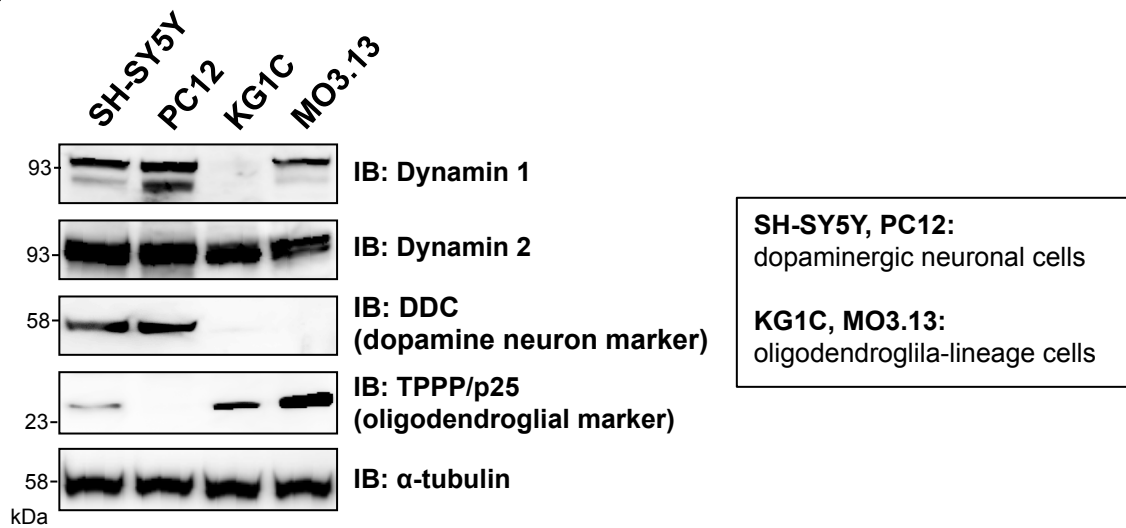 SH-SY5Y
PC12
KG1C
MO3.13
93-
IB: Dynamin 1
93-
IB: Dynamin 2
58-
IB: DDC
(dopamine neuron marker)
23-
IB: TPPP/p25
(oligodendroglial marker)
58-
IB: α-tubulin
kDa
SH-SY5Y, PC12:
dopaminergic neuronal cells
KG1C, MO3.13:
oligodendroglila-lineage cells